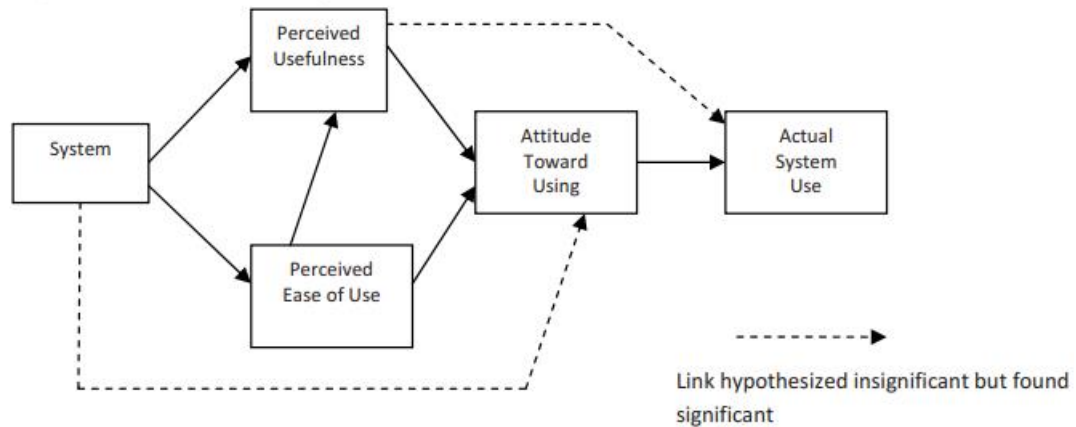 Perceived
Usefulness
System
Attitude
Toward
Using
Actual
System
Use
Perceived
Ease of Use
Link hypothesized insignificant but found
significant